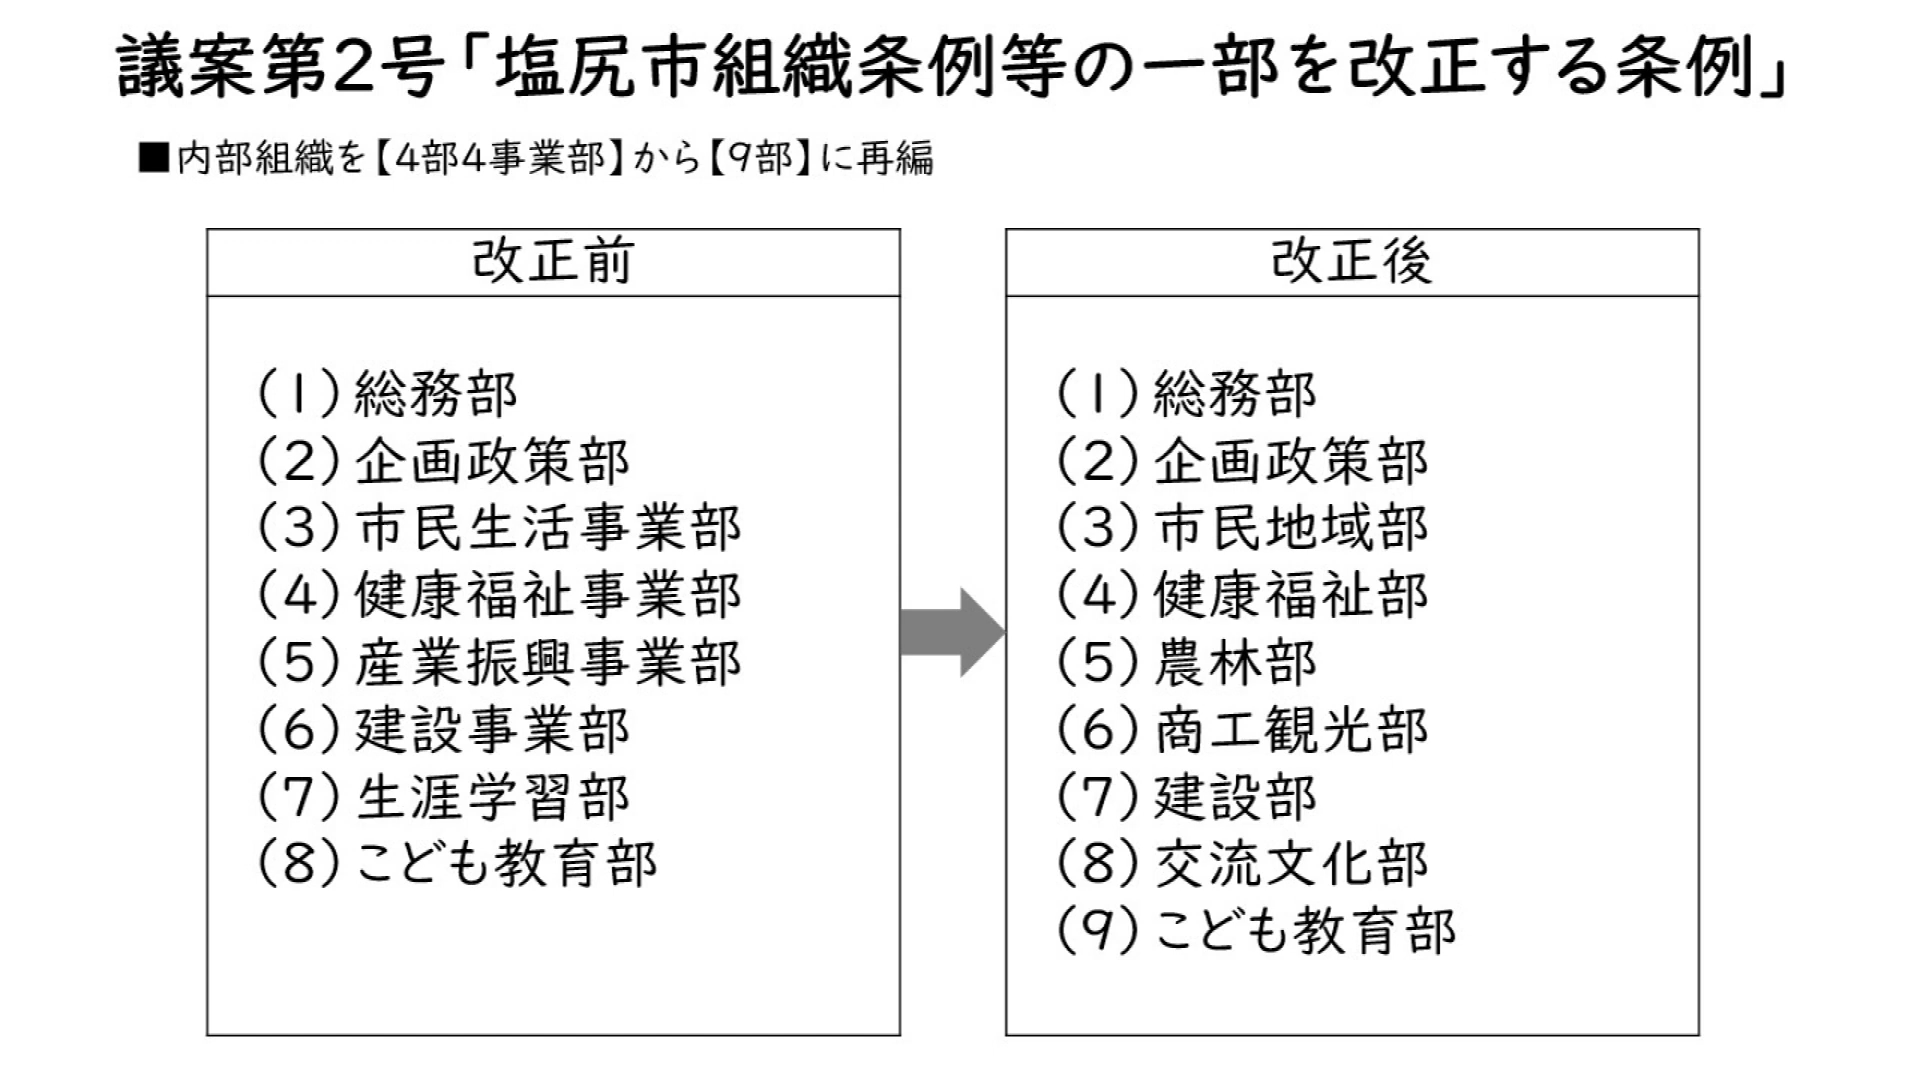 議案第2号「塩尻市組織条例等の一部を改正する条例」
■内部組織を【4部4事業部】から【9部】に再編
改正前
(1)総務部
(2)企画政策部
(3)市民生活事業部
(4)健康福祉事業部
(5)産業振興事業部
(6)建設事業部
(7)生涯学習部
(8)こども教育部
改正後
(1)総務部
(2)企画政策部
(3)市民地域部
(4)健康福祉部
(5)農林部
(6)商工観光部
(7)建設部
(8)交流文化部
(9)こども教育部